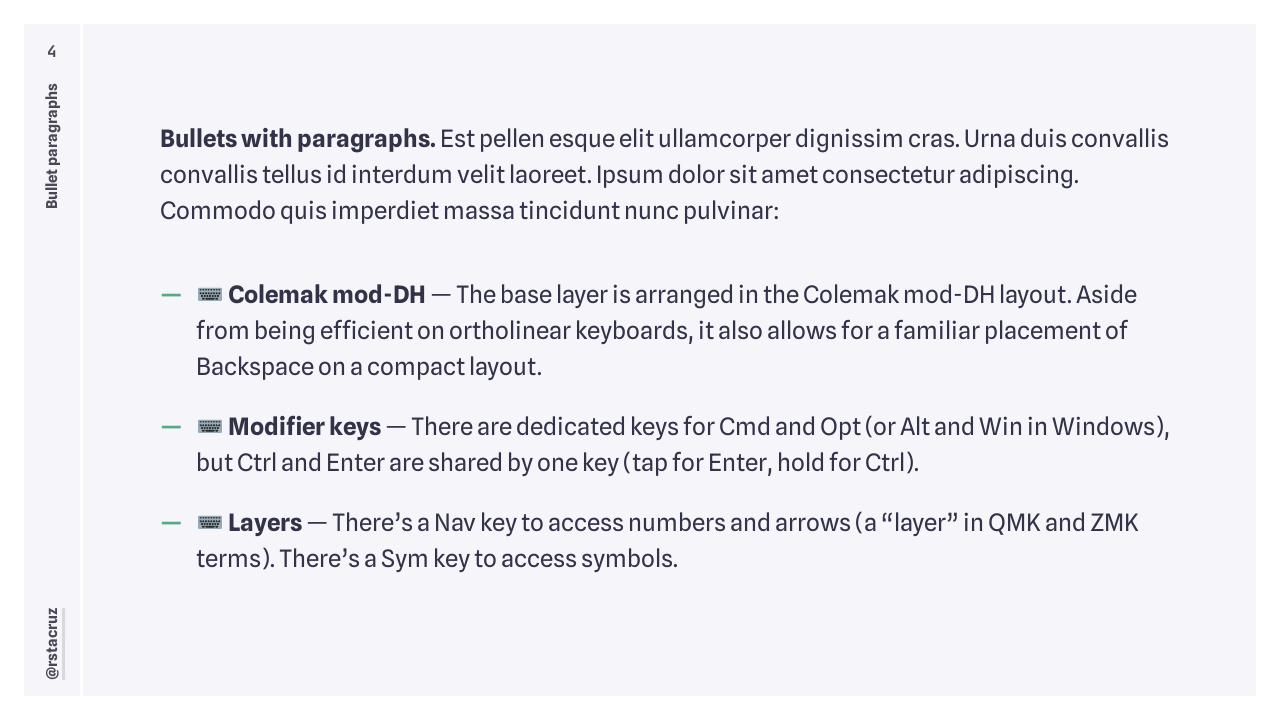 4
Bullet paragraphs
Bullets with paragraphs. Est pellen esque elit ullamcorper dignissim cras. Urna duis convallis
convallis tellus id interdum velit laoreet. Ipsum dolor sit amet consectetur adipiscing.
Commodo quis imperdiet massa tincidunt nunc pulvinar:
— ⌨️ Colemak mod-DH — The base layer is arranged in the Colemak mod-DH layout. Aside
from being efficient on ortholinear keyboards, it also allows for a familiar placement of
Backspace on a compact layout.
— ⌨️ Modifier keys — There are dedicated keys for Cmd and Opt (or Alt and Win in Windows),
but Ctrl and Enter are shared by one key (tap for Enter, hold for Ctrl).
— ⌨️ Layers — There’s a Nav key to access numbers and arrows (a “layer” in QMK and ZMK
terms). There’s a Sym key to access symbols.
@rstacruz